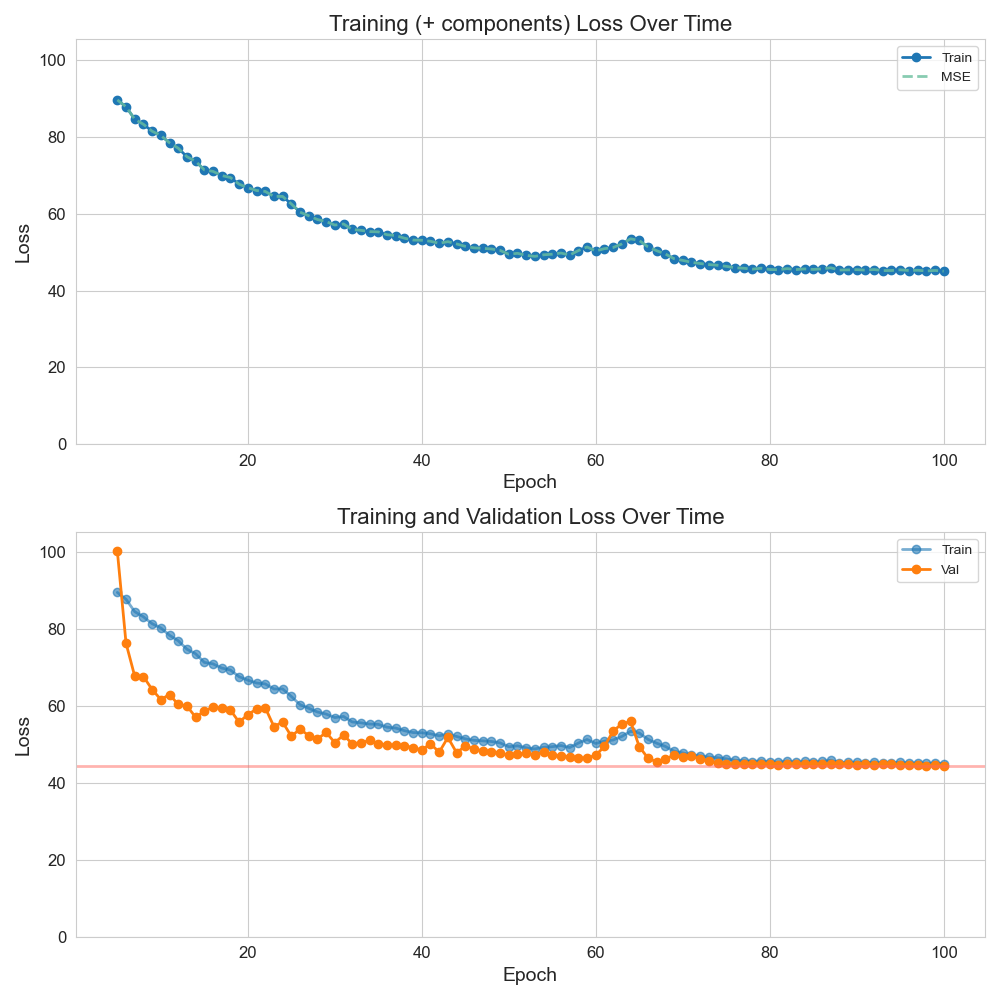 Training (+ components) Loss Over Time
Train
MSE
Loss
100
80
60
40
20
0
20 40 60 80 100
Epoch
Training and Validation Loss Over Time
Train
Val
Loss
100
80
60
40
20
0
20 40 60 80 100
Epoch